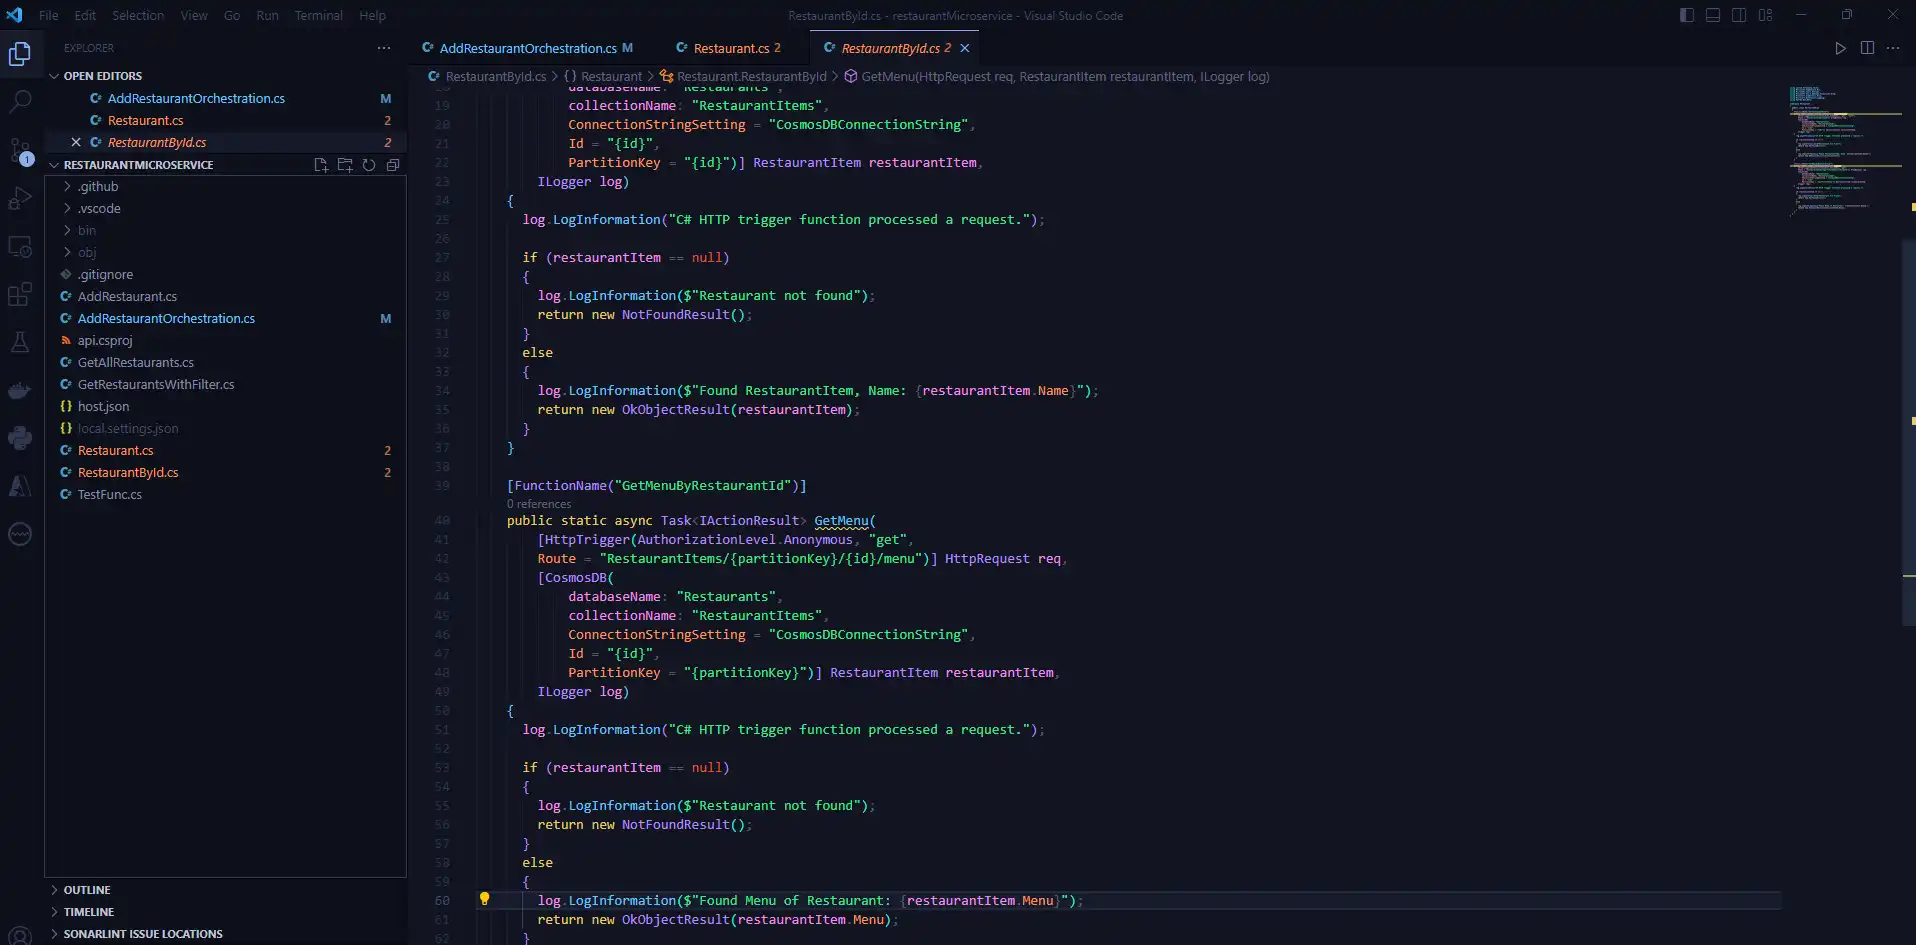 File Edit Selection View Go Run Terminal Help
RestaurantById.cs - restaurantMicroservice - Visual Studio Code
EXPLORER
OPEN EDITORS
AddRestaurantOrchestration.cs M
Restaurant.cs 2
RestaurantById.cs 2
RESTAURANTMICROSERVICE
.github
.vscode
bin
obj
.gitignore
AddRestaurant.cs
AddRestaurantOrchestration.cs M
api.csproj
GetAllRestaurants.cs
GetRestaurantsWithFilter.cs
host.json
local.settings.json
Restaurant.cs 2
RestaurantById.cs 2
TestFunc.cs
OUTLINE
TIMELINE
SONARLINT ISSUE LOCATIONS
1
AddRestaurantOrchestration.cs M
Restaurant.cs 2
RestaurantById.cs 2
RestaurantById.cs > {} Restaurant > Restaurant.RestaurantById > GetMenu(HttpRequest req, RestaurantItem restaurantItem, ILogger log)
18 databaseName: "Restaurants",
19 collectionName: "RestaurantItems",
20 ConnectionStringSetting = "CosmosDBConnectionString",
21 Id = "{id}",
22 PartitionKey = "{id}")] RestaurantItem restaurantItem,
23 ILogger log)
24 {
25 log.LogInformation("C# HTTP trigger function processed a request.");
26
27 if (restaurantItem == null)
28 {
29 log.LogInformation($"Restaurant not found");
30 return new NotFoundResult();
31 }
32 else
33 {
34 log.LogInformation($"Found RestaurantItem, Name: {restaurantItem.Name}");
35 return new OkObjectResult(restaurantItem);
36 }
37 }
38
39 [FunctionName("GetMenuByRestaurantId")]
0 references
40 public static async Task<IActionResult> GetMenu(
41 [HttpTrigger(AuthorizationLevel.Anonymous, "get",
42 Route = "RestaurantItems/{partitionKey}/{id}/menu")] HttpRequest req,
43 [CosmosDB(
44 databaseName: "Restaurants",
45 collectionName: "RestaurantItems",
46 ConnectionStringSetting = "CosmosDBConnectionString",
47 Id = "{id}",
48 PartitionKey = "{partitionKey}")] RestaurantItem restaurantItem,
49 ILogger log)
50 {
51 log.LogInformation("C# HTTP trigger function processed a request.");
52
53 if (restaurantItem == null)
54 {
55 log.LogInformation($"Restaurant not found");
56 return new NotFoundResult();
57 }
58 else
59 {
60 log.LogInformation($"Found Menu of Restaurant: {restaurantItem.Menu}");
61 return new OkObjectResult(restaurantItem.Menu);
62 }